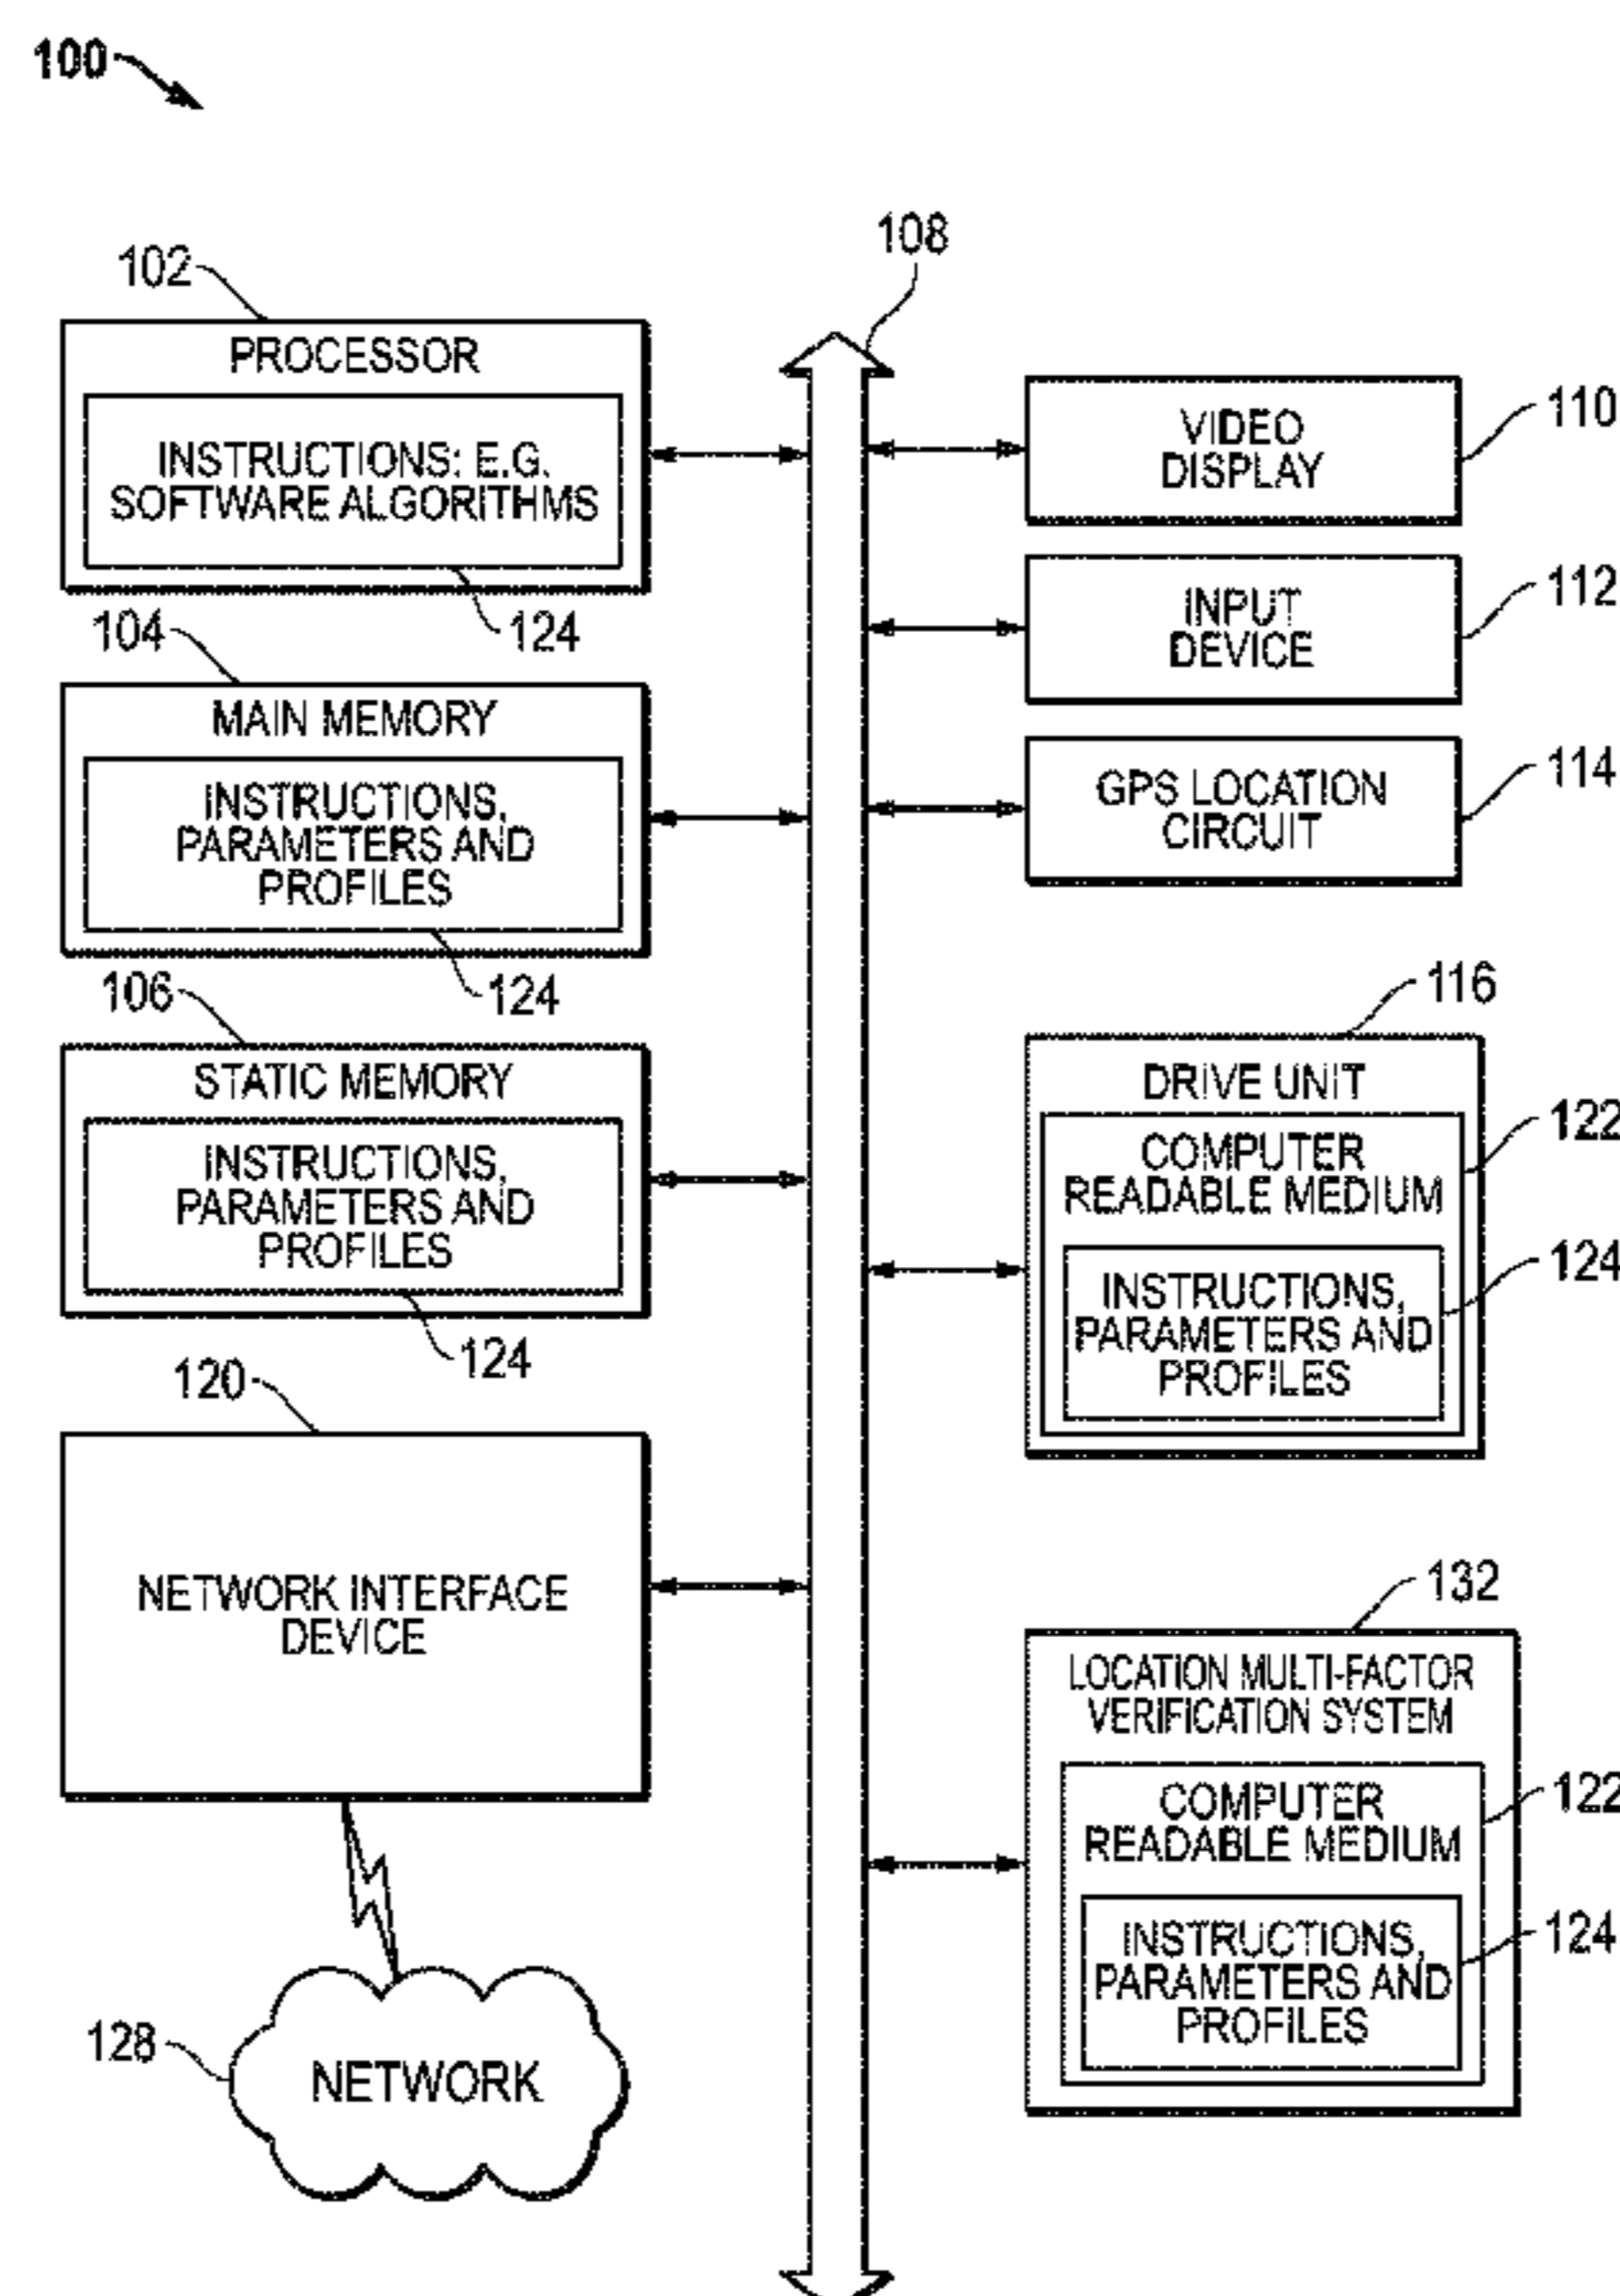 100
108
102
PROCESSOR
INSTRUCTIONS: E.G.
SOFTWARE ALGORITHMS
124
104
MAIN MEMORY
INSTRUCTIONS,
PARAMETERS AND
PROFILES
124
106
STATIC MEMORY
INSTRUCTIONS,
PARAMETERS AND
PROFILES
124
120
NETWORK INTERFACE
DEVICE
128
NETWORK
VIDEO
DISPLAY
110
INPUT
DEVICE
112
GPS LOCATION
CIRCUIT
114
116
DRIVE UNIT
COMPUTER
READABLE MEDIUM
122
INSTRUCTIONS,
PARAMETERS AND
PROFILES
124
132
LOCATION MULTI-FACTOR
VERIFICATION SYSTEM
COMPUTER
READABLE MEDIUM
122
INSTRUCTIONS,
PARAMETERS AND
PROFILES
124